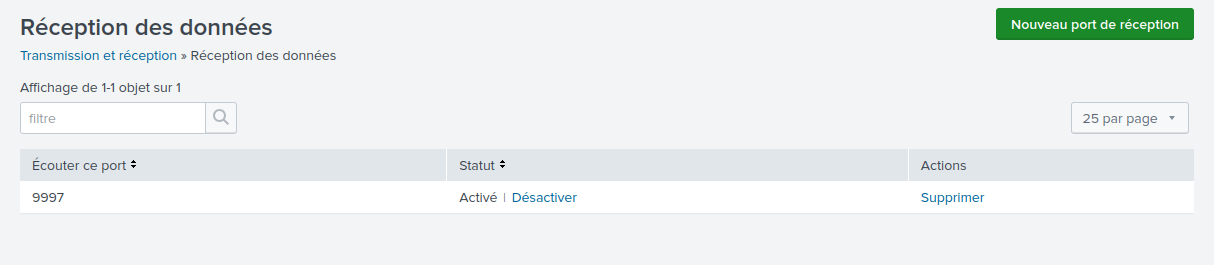 Réception des données
Nouveau port de réception
Transmission et réception » Réception des données
Affichage de 1-1 objet sur 1
filtre
25 par page
Écouter ce port Statut Actions
9997 Activé | Désactiver Supprimer